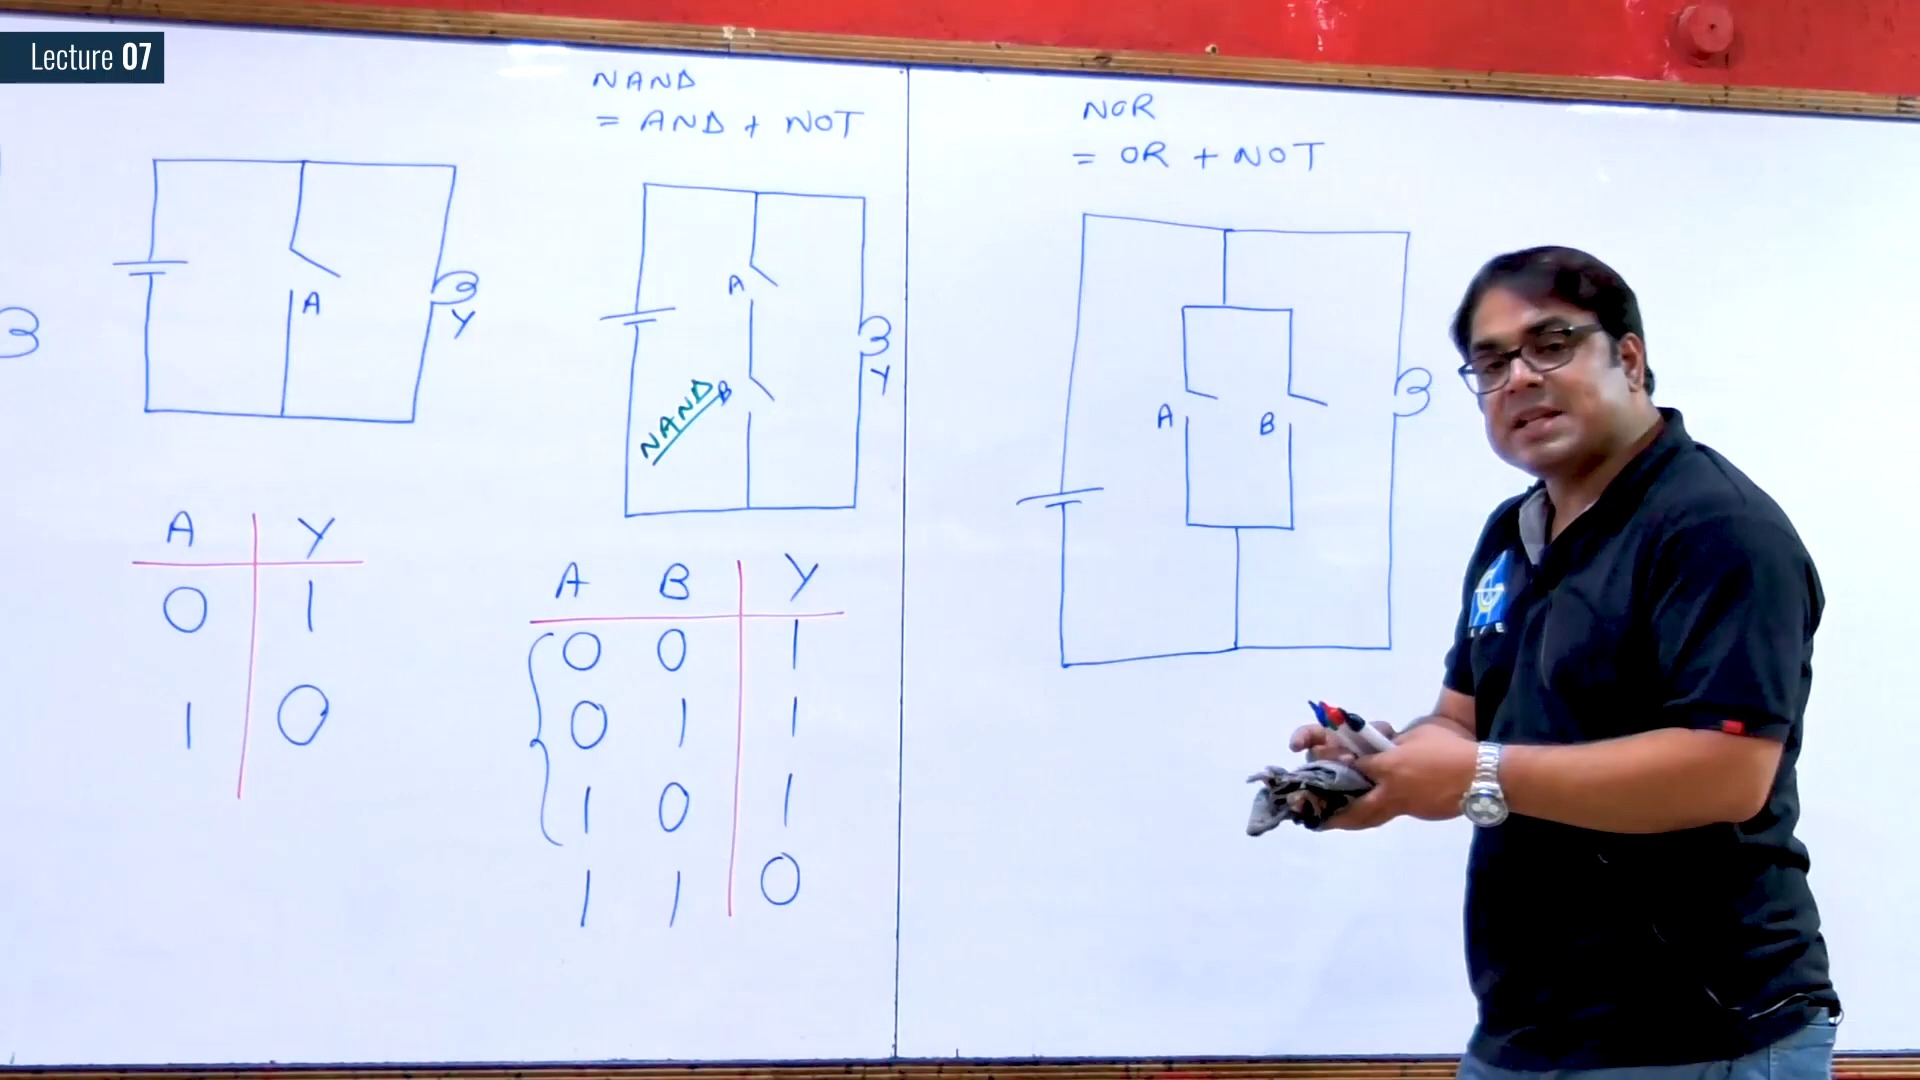 Lecture 07
A
Y
A Y
0 1
1 0
NAND
= AND + NOT
A
B
Y
NAND
A B Y
0 0 1
0 1 1
1 0 1
1 1 0
NOR
= OR + NOT
A B